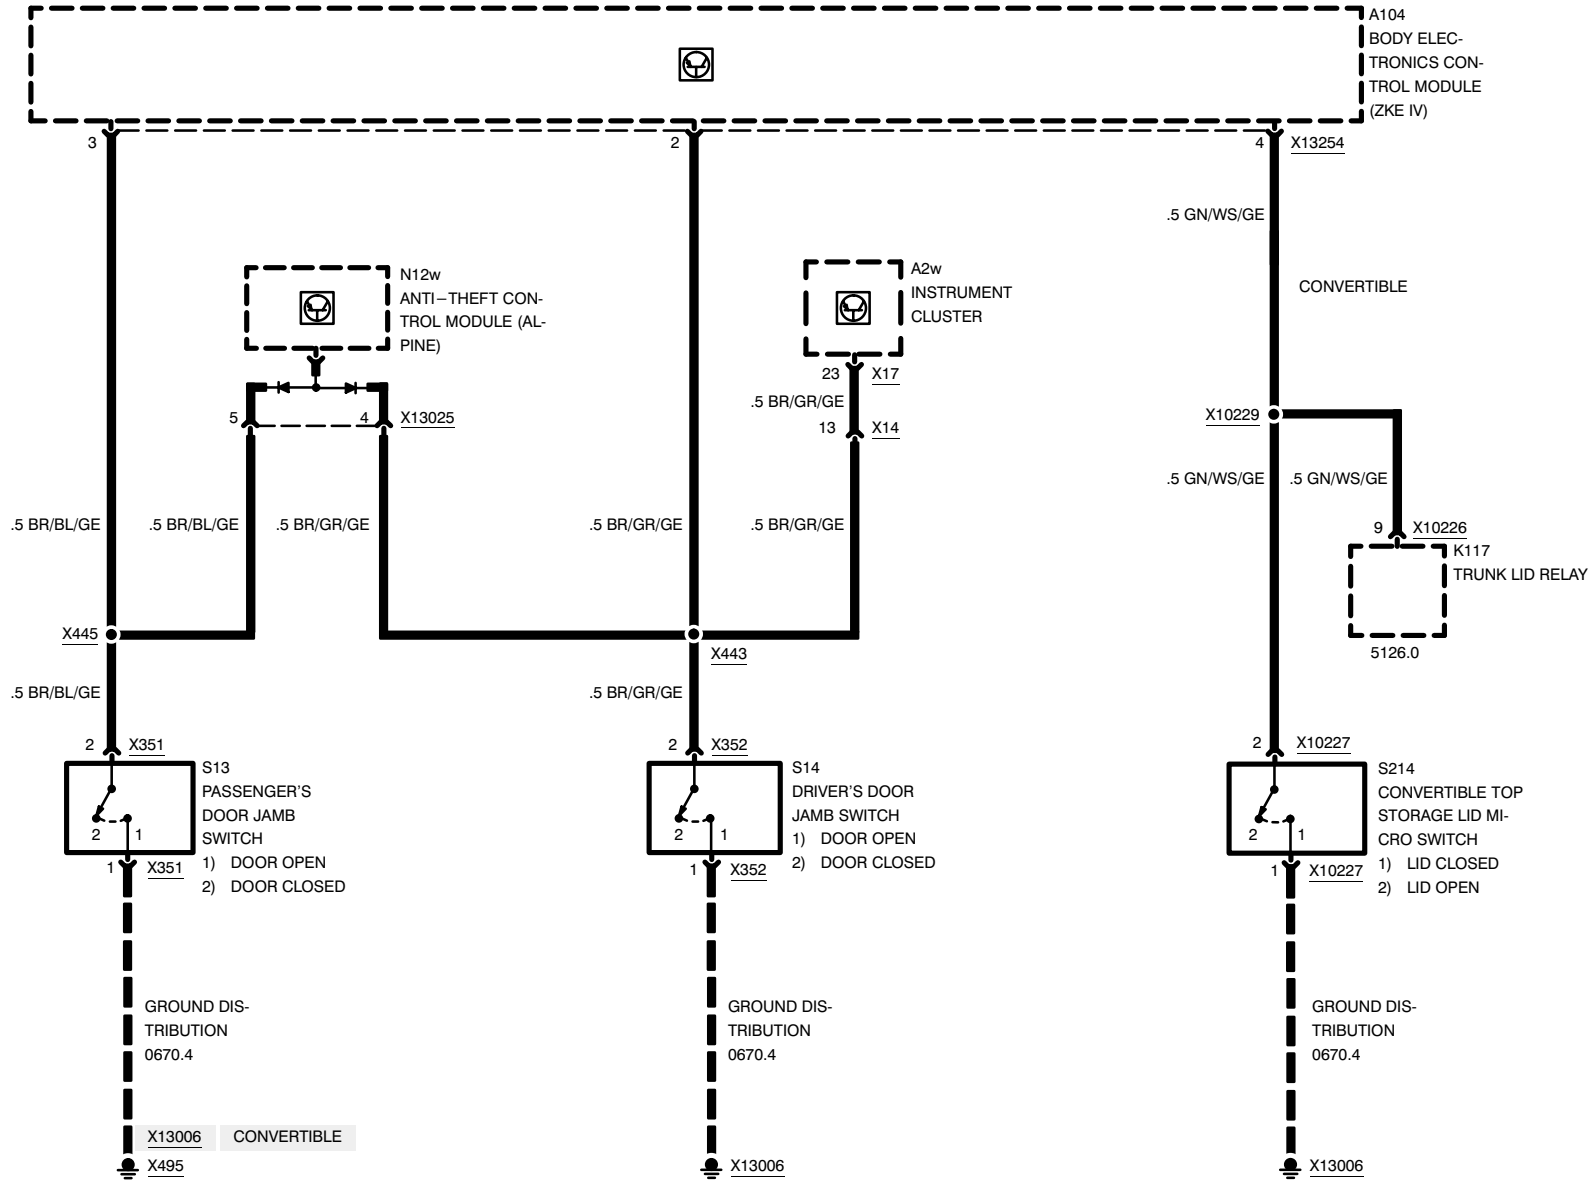 A104
BODY ELEC-
TRONICS CON-
TROL MODULE
(ZKE IV)
3
2
4
X13254
.5 GN/WS/GE
CONVERTIBLE
N12w
ANTI–THEFT CON-
TROL MODULE (AL-
PINE)
A2w
INSTRUMENT
CLUSTER
23
X17
.5 BR/GR/GE
13
X14
5
4
X13025
X10229
.5 GN/WS/GE
.5 GN/WS/GE
.5 BR/BL/GE
.5 BR/BL/GE
.5 BR/GR/GE
.5 BR/GR/GE
.5 BR/GR/GE
9
X10226
K117
TRUNK LID RELAY
5126.0
X445
X443
.5 BR/BL/GE
.5 BR/GR/GE
2
X351
S13
PASSENGER'S
DOOR JAMB
SWITCH
1) DOOR OPEN
2) DOOR CLOSED
2
1
1
X351
2
X352
S14
DRIVER'S DOOR
JAMB SWITCH
1) DOOR OPEN
2) DOOR CLOSED
2
1
1
X352
2
X10227
S214
CONVERTIBLE TOP
STORAGE LID MI-
CRO SWITCH
1) LID CLOSED
2) LID OPEN
2
1
1
X10227
GROUND DIS-
TRIBUTION
0670.4
GROUND DIS-
TRIBUTION
0670.4
GROUND DIS-
TRIBUTION
0670.4
X13006 CONVERTIBLE
X495
X13006
X13006